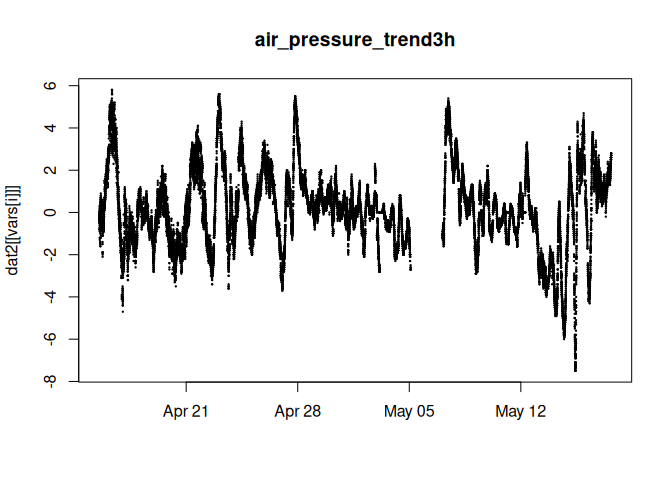 air_pressure_trend3h
dat2[[vars[i]]]
6
4
2
0
-2
-4
-6
-8
Apr 21
Apr 28
May 05
May 12